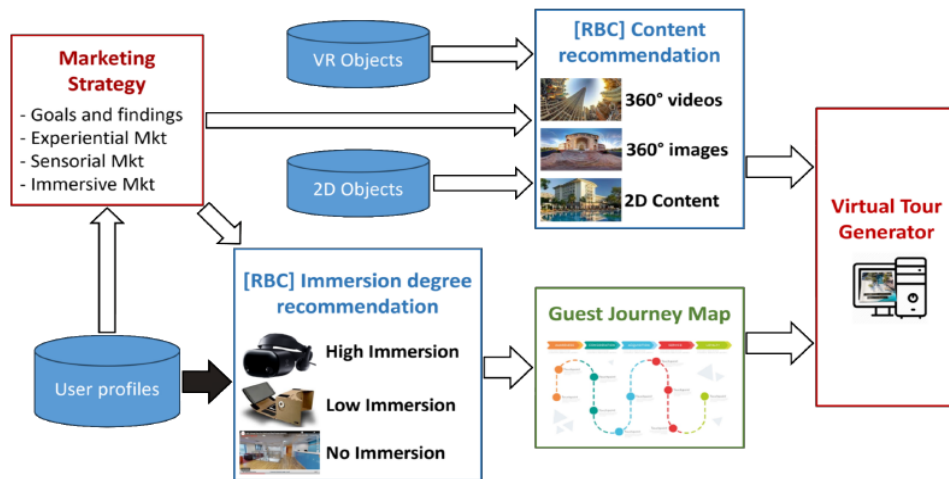 Marketing
Strategy
- Goals and findings
- Experiential Mkt
- Sensorial Mkt
- Immersive Mkt
VR Objects
2D Objects
[RBC] Content
recommendation
360° videos
360° images
2D Content
Virtual Tour
Generator
User profiles
[RBC] Immersion degree
recommendation
High Immersion
Low Immersion
No Immersion
Guest Journey Map